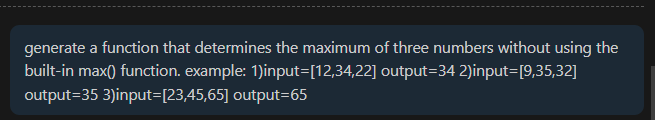 generate a function that determines the maximum of three numbers without using the
built-in max() function. example: 1)input=[12,34,22] output=34 2)input=[9,35,32]
output=35 3)input=[23,45,65] output=65